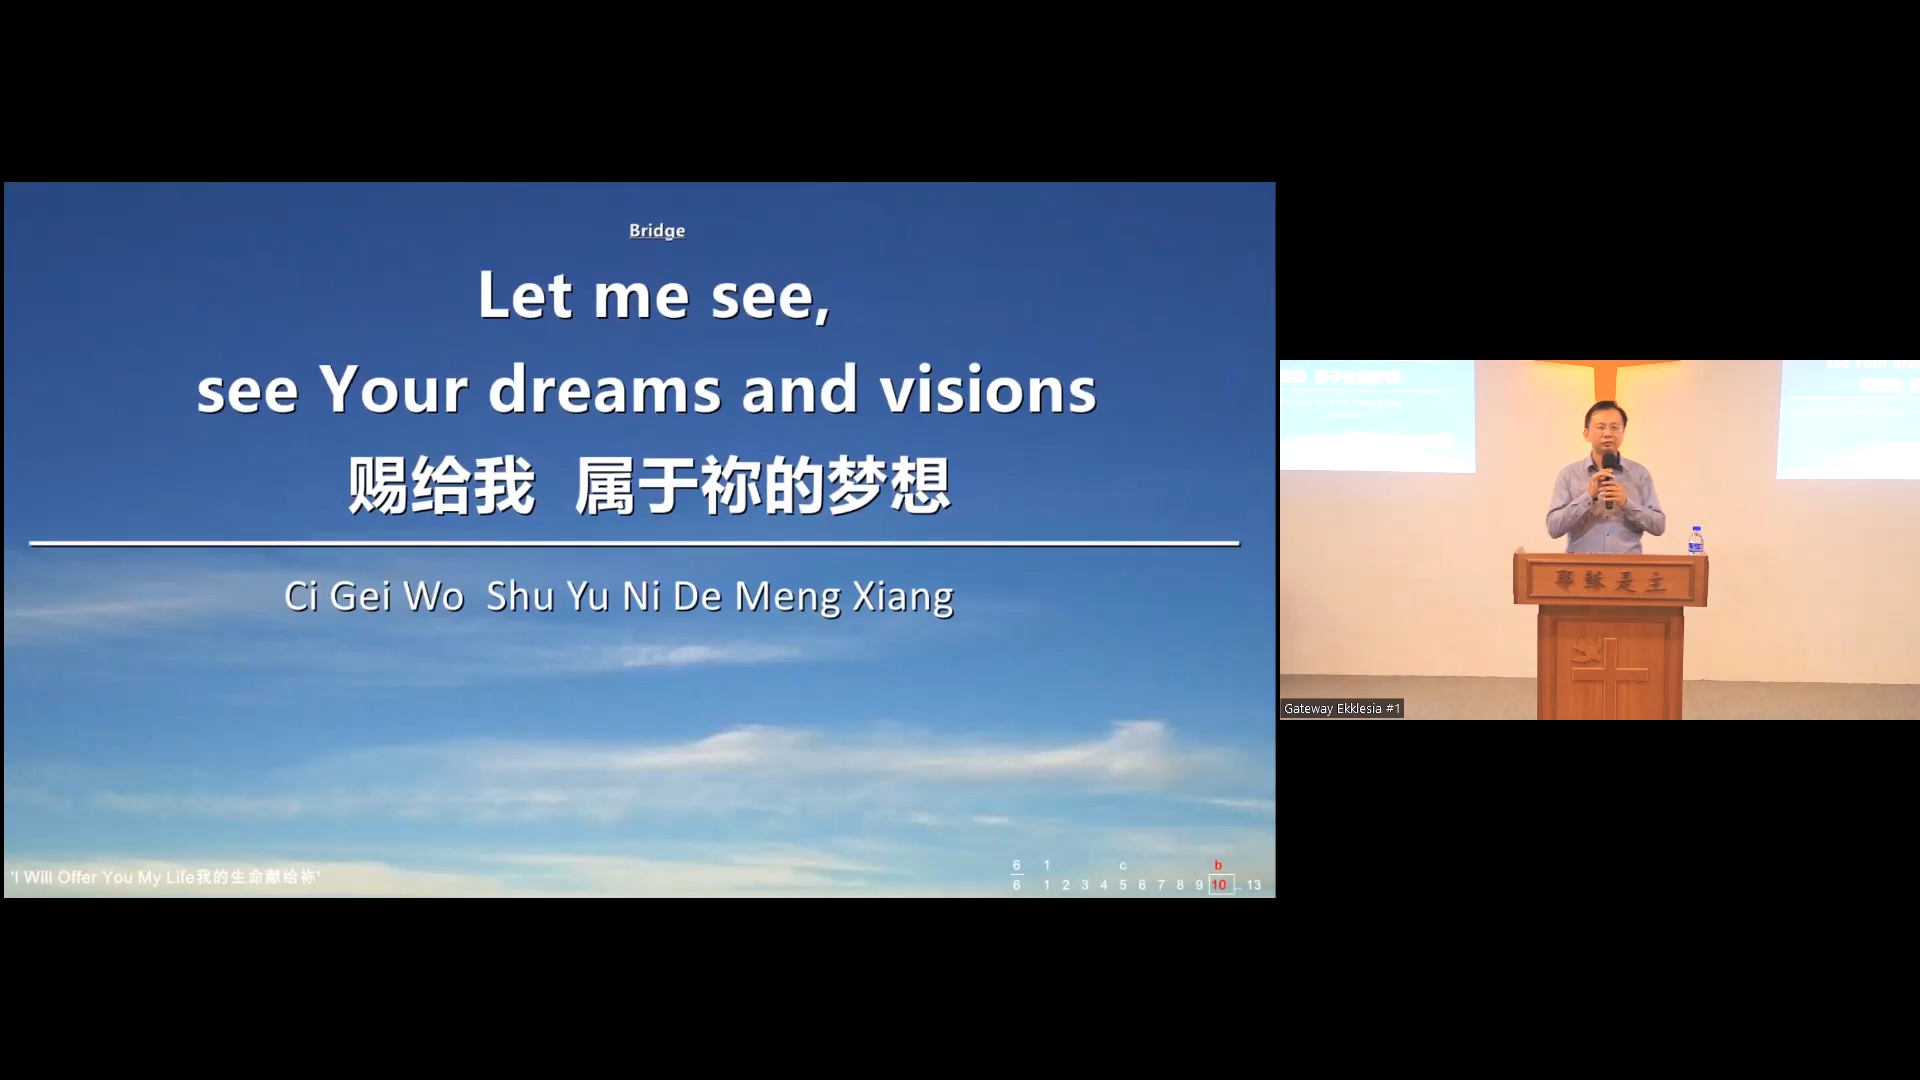 Bridge
Let me see,
see Your dreams and visions
赐给我 属于祢的梦想
Ci Gei Wo Shu Yu Ni De Meng Xiang
'I Will Offer You My Life我的生命献给祢'
6 1 c b
6 1 2 3 4 5 6 7 8 9 10 .. 13
耶穌是主
Gateway Ekklesia #1